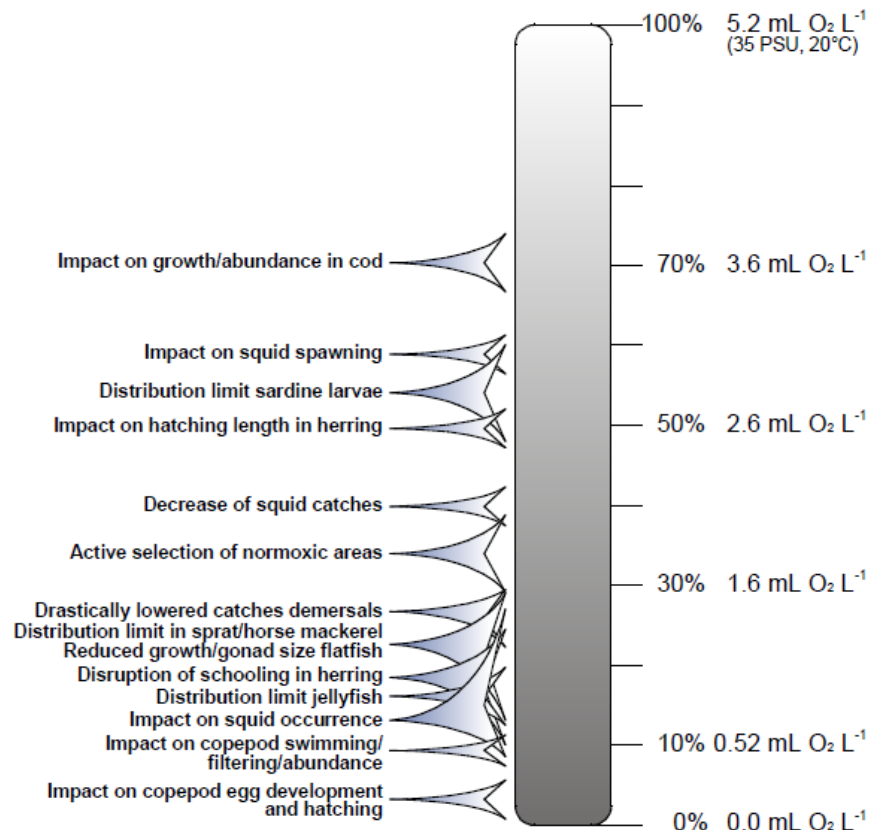 100% 5.2 mL O₂ L⁻¹
(35 PSU, 20°C)
Impact on growth/abundance in cod
70% 3.6 mL O₂ L⁻¹
Impact on squid spawning
Distribution limit sardine larvae
Impact on hatching length in herring
50% 2.6 mL O₂ L⁻¹
Decrease of squid catches
Active selection of normoxic areas
30% 1.6 mL O₂ L⁻¹
Drastically lowered catches demersals
Distribution limit in sprat/horse mackerel
Reduced growth/gonad size flatfish
Disruption of schooling in herring
Distribution limit jellyfish
Impact on squid occurrence
Impact on copepod swimming/
filtering/abundance
10% 0.52 mL O₂ L⁻¹
Impact on copepod egg development
and hatching
0% 0.0 mL O₂ L⁻¹